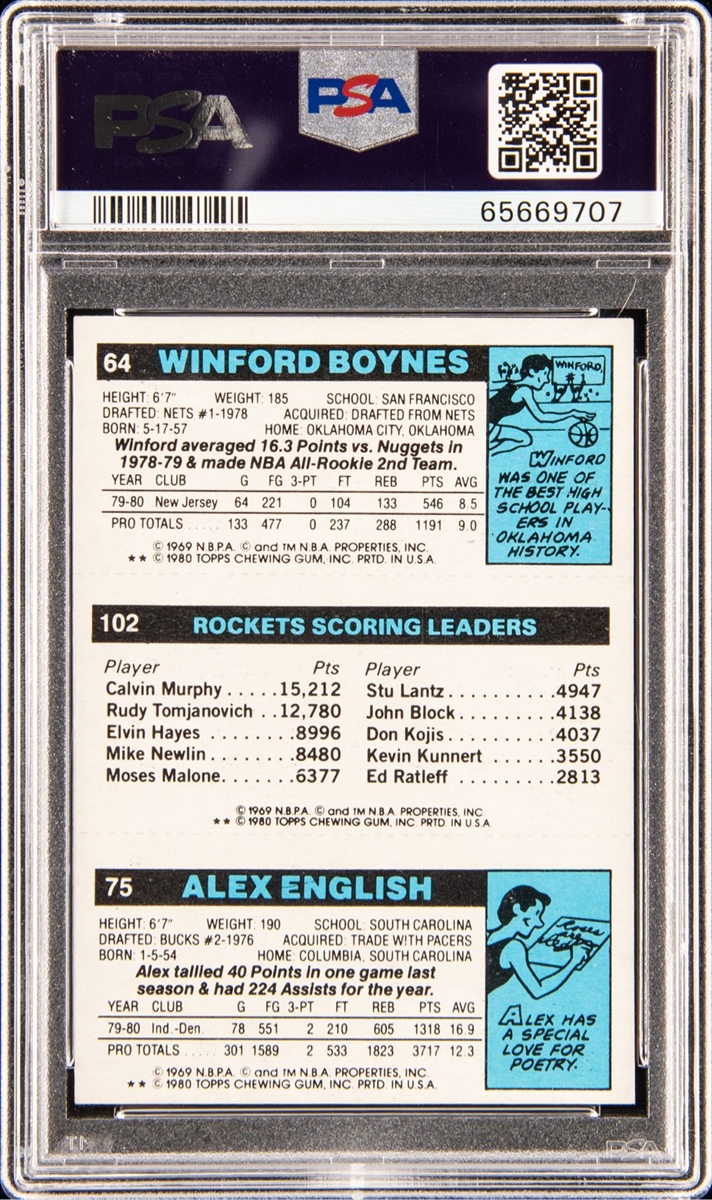 PSA
PSA
65669707
64 WINFORD BOYNES
HEIGHT: 6'7" WEIGHT: 185 SCHOOL: SAN FRANCISCO
DRAFTED: NETS #1-1978 ACQUIRED: DRAFTED FROM NETS
BORN: 5-17-57 HOME: OKLAHOMA CITY, OKLAHOMA
Winford averaged 16.3 Points vs. Nuggets in
1978-79 & made NBA All-Rookie 2nd Team.
YEAR CLUB G FG 3-PT FT REB PTS AVG
79-80 New Jersey 64 221 0 104 133 546 8.5
PRO TOTALS ..... 133 477 0 237 288 1191 9.0
© 1969 N.B.P.A. © and TM N.B.A. PROPERTIES, INC.
★★ © 1980 TOPPS CHEWING GUM, INC. PRTD. IN U.S.A.
WINFORD,
WINFORD
WAS ONE OF
THE BEST HIGH
SCHOOL PLAY-
ERS IN
OKLAHOMA
HISTORY.
102 ROCKETS SCORING LEADERS
Player Pts Player Pts
Calvin Murphy.....15,212 Stu Lantz..........4947
Rudy Tomjanovich ..12,780 John Block.........4138
Elvin Hayes ........8996 Don Kojis..........4037
Mike Newlin ........8480 Kevin Kunnert ......3550
Moses Malone.......6377 Ed Ratleff .........2813
© 1969 N.B.P.A. © and TM N.B.A. PROPERTIES, INC
★★ © 1980 TOPPS CHEWING GUM, INC. PRTD. IN U.S.A
75 ALEX ENGLISH
HEIGHT: 6'7" WEIGHT: 190 SCHOOL: SOUTH CAROLINA
DRAFTED: BUCKS #2-1976 ACQUIRED: TRADE WITH PACERS
BORN: 1-5-54 HOME: COLUMBIA, SOUTH CAROLINA
Alex tallied 40 Points in one game last
season & had 224 Assists for the year.
YEAR CLUB G FG 3-PT FT REB PTS AVG
79-80 Ind.-Den. 78 551 2 210 605 1318 16.9
PRO TOTALS ..... 301 1589 2 533 1823 3717 12.3
© 1969 N.B.P.A. © and TM N.B.A. PROPERTIES, INC.
★★ © 1980 TOPPS CHEWING GUM, INC. PRTD. IN U.S.A.
Roses
are
ALEX HAS
A SPECIAL
LOVE FOR
POETRY.
PSA